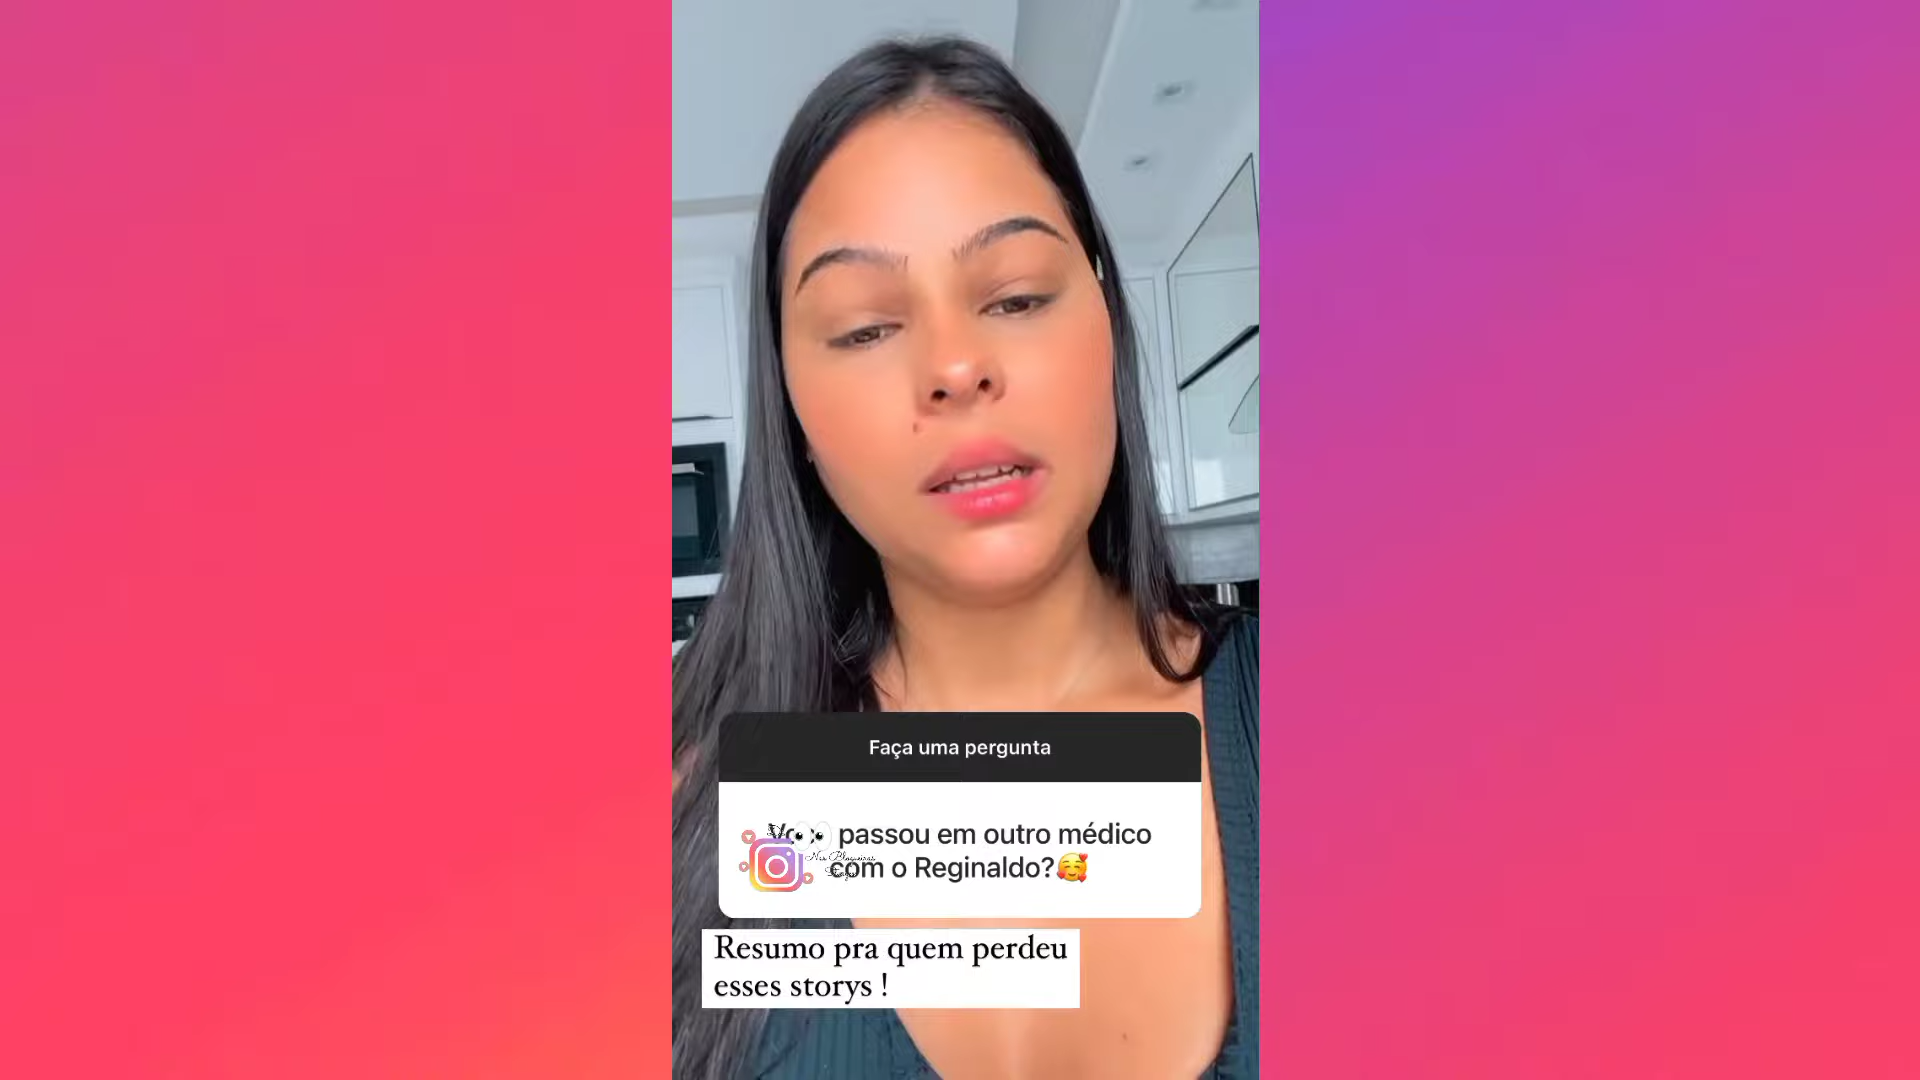 Faça uma pergunta
passou em outro médico
com o Reginaldo?🥰
Resumo pra quem perdeu
esses storys !